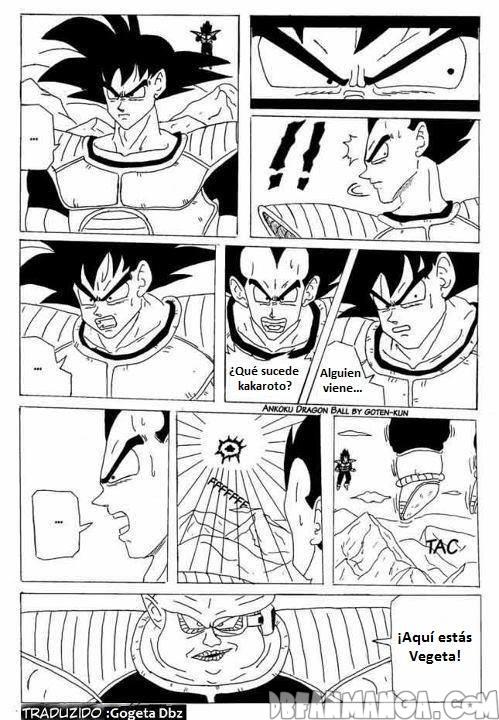 ...
!!
...
¿Qué sucede
kakaroto?
Alguien
viene...
ANKOKU DRAGON BALL BY GOTEN-KUN
...
FFFFFFF
TAC
¡Aquí estás
Vegeta!
TRADUZIDO :Gogeta Dbz
DBFANMANGA.COM